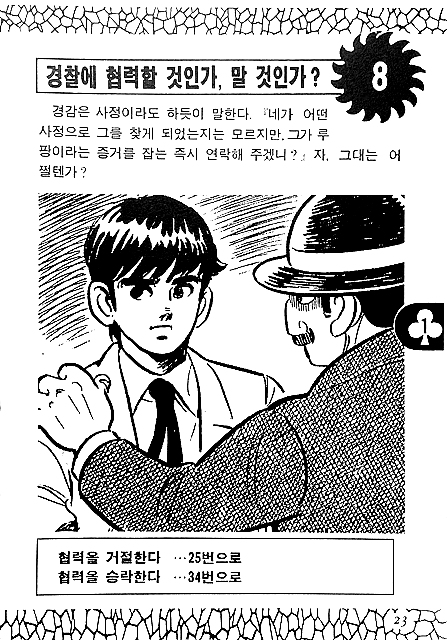 경찰에 협력할 것인가, 말 것인가?
8
경감은 사정이라도 하듯이 말한다. 『네가 어떤
사정으로 그를 찾게 되었는지는 모르지만, 그가 루
팡이라는 증거를 잡는 즉시 연락해 주겠니?』 자, 그대는 어
쩔텐가?
1
협력을 거절한다 …25번으로
협력을 승락한다 …34번으로
23